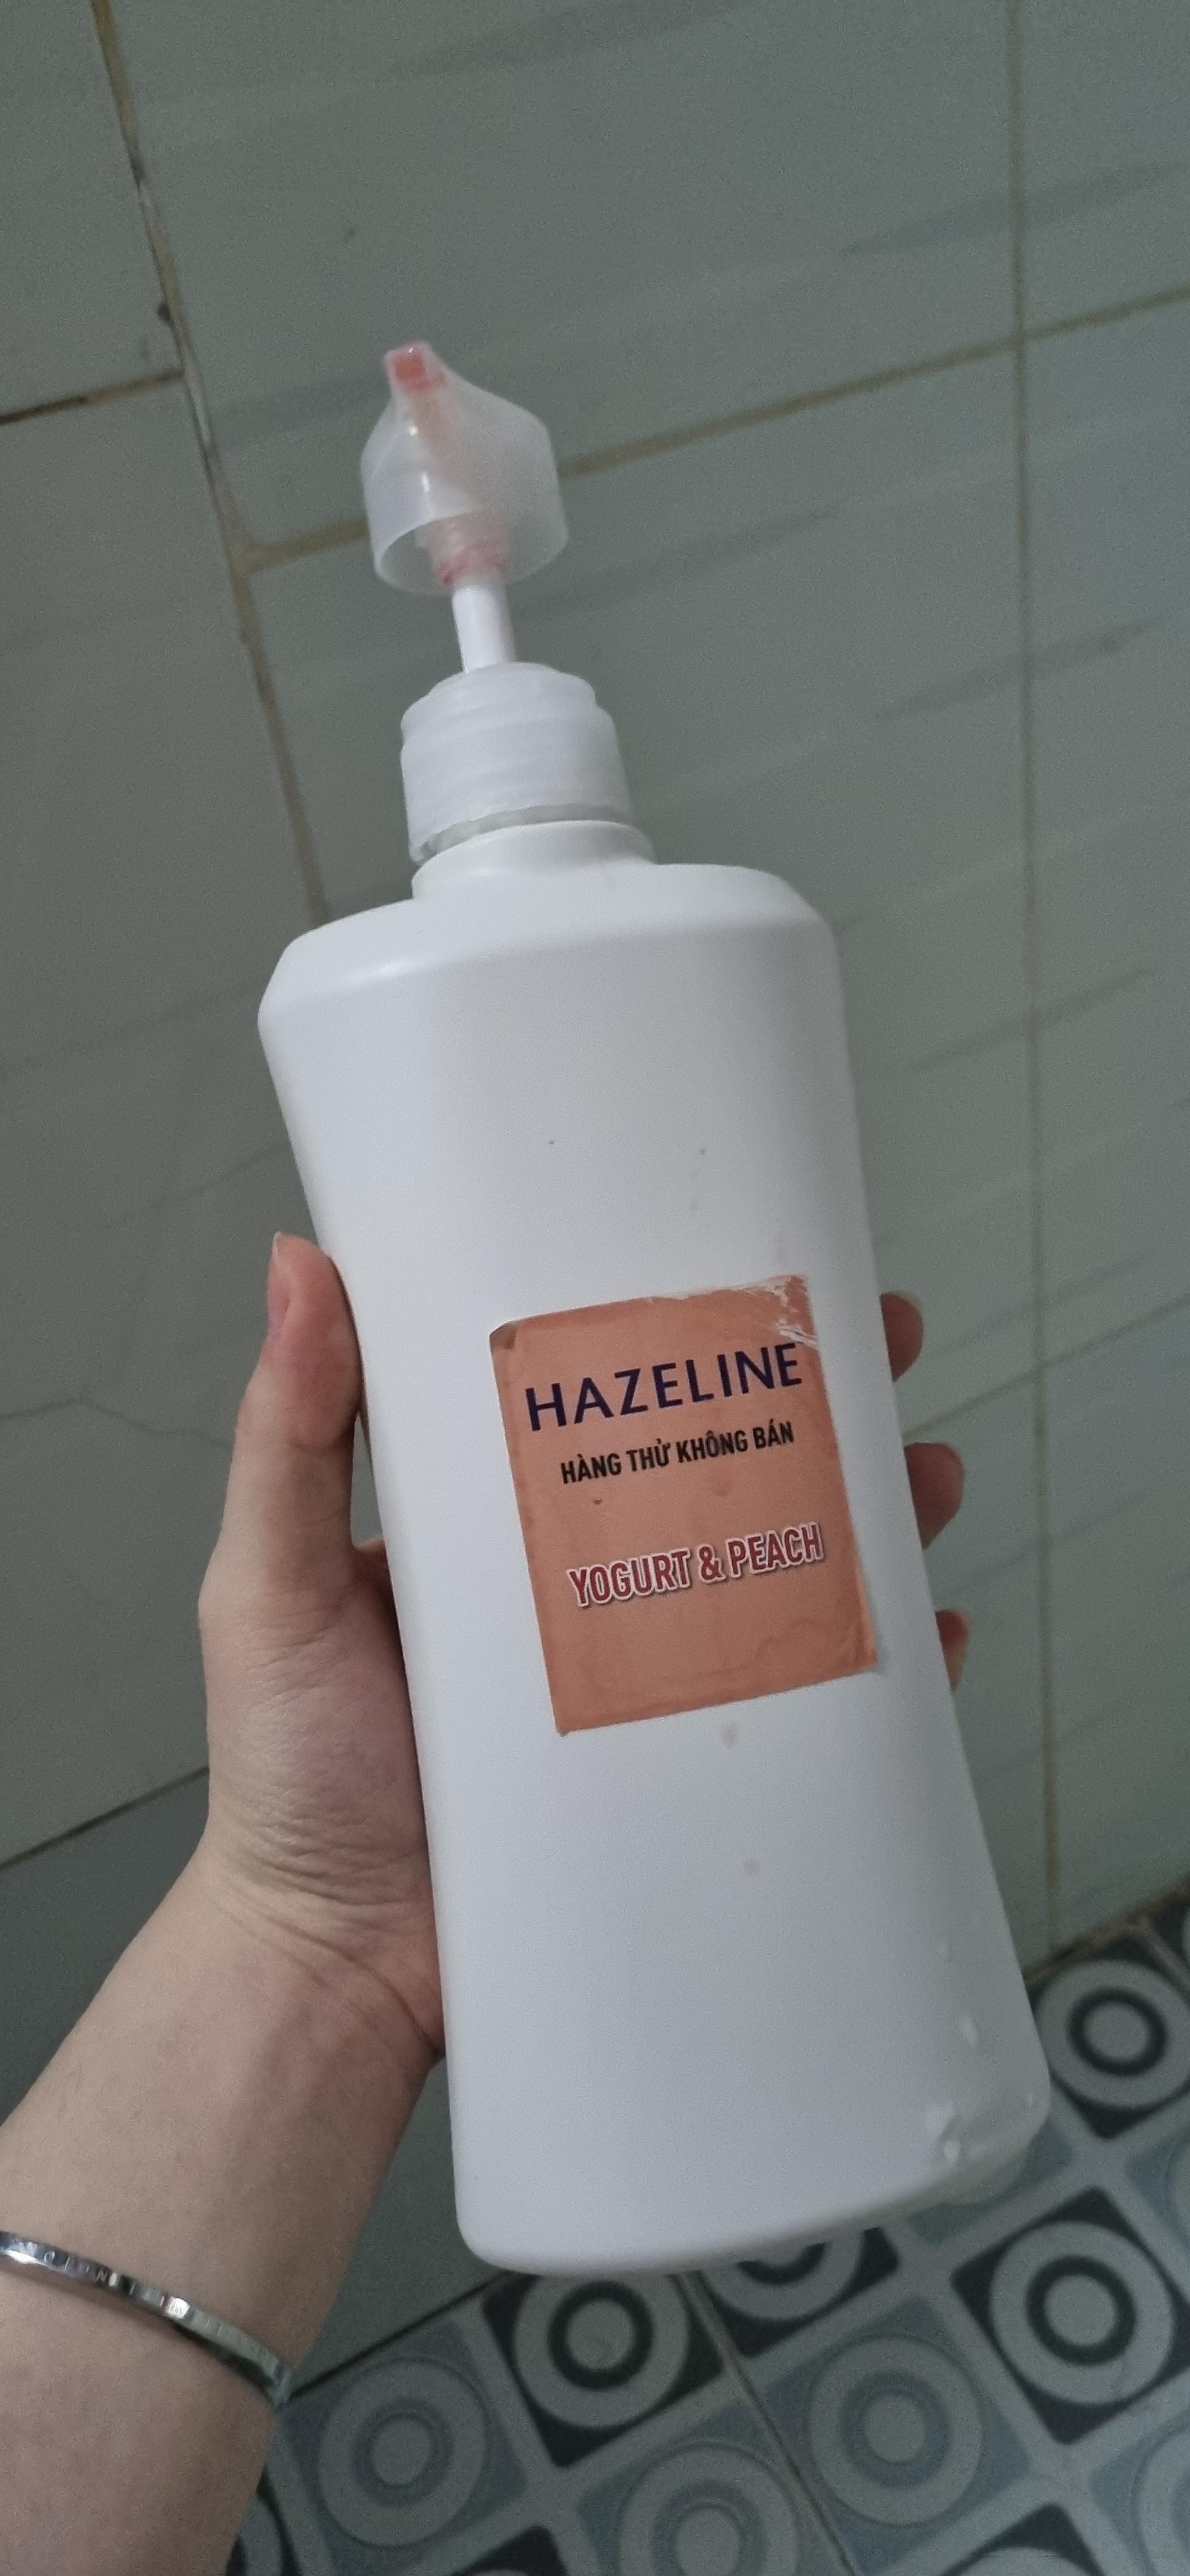 HAZELINE
HÀNG THỬ KHÔNG BÁN
YOGURT & PEACH